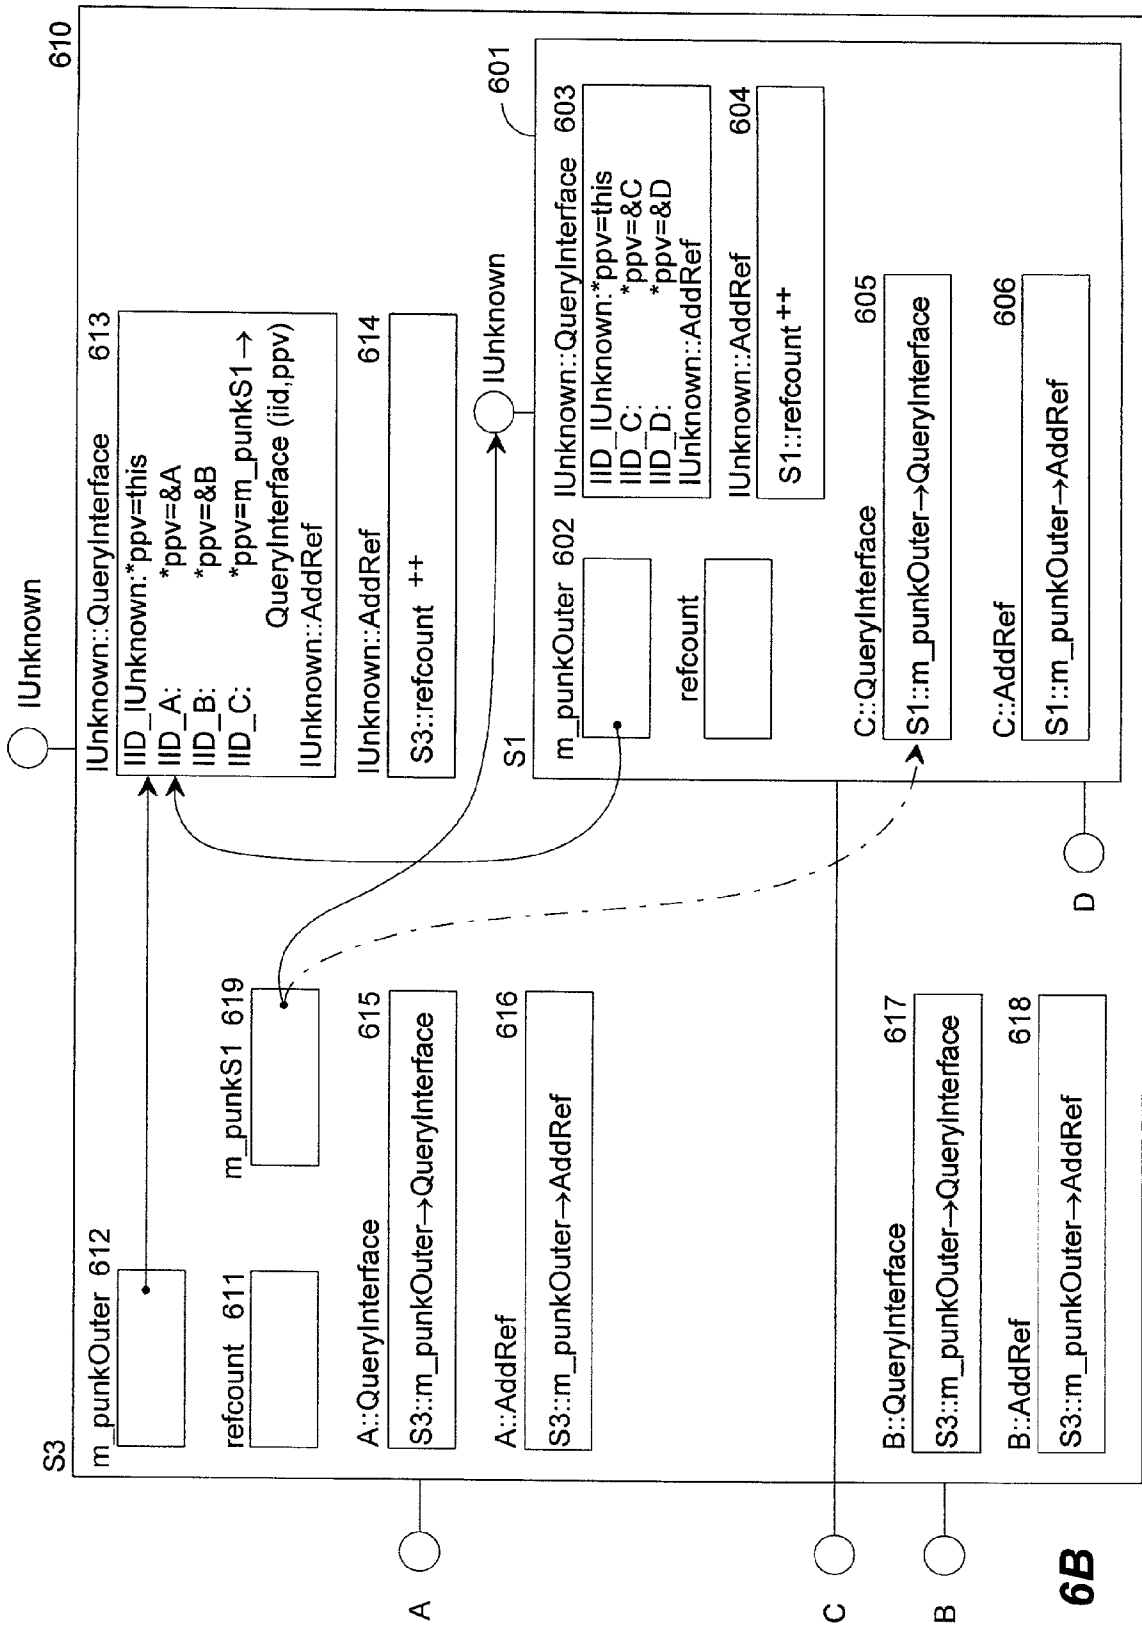 S3
610
IUnknown
m_punkOuter 612
refcount 611
m_punkS1 619
IUnknown::QueryInterface 613
IID_IUnknown:*ppv=this
IID_A: *ppv=&A
IID_B: *ppv=&B
IID_C: *ppv=m_punkS1→
QueryInterface (iid,ppv)
IUnknown::AddRef
IUnknown::AddRef 614
S3::refcount ++
A::QueryInterface 615
S3::m_punkOuter→QueryInterface
A::AddRef 616
S3::m_punkOuter→AddRef
A
IUnknown
601
S1
m_punkOuter 602
refcount
IUnknown::QueryInterface 603
IID_IUnknown:*ppv=this
IID_C: *ppv=&C
IID_D: *ppv=&D
IUnknown::AddRef
IUnknown::AddRef 604
S1::refcount ++
C::QueryInterface 605
S1::m_punkOuter→QueryInterface
C::AddRef 606
S1::m_punkOuter→AddRef
C
D
B::QueryInterface 617
S3::m_punkOuter→QueryInterface
B::AddRef 618
S3::m_punkOuter→AddRef
B
6B